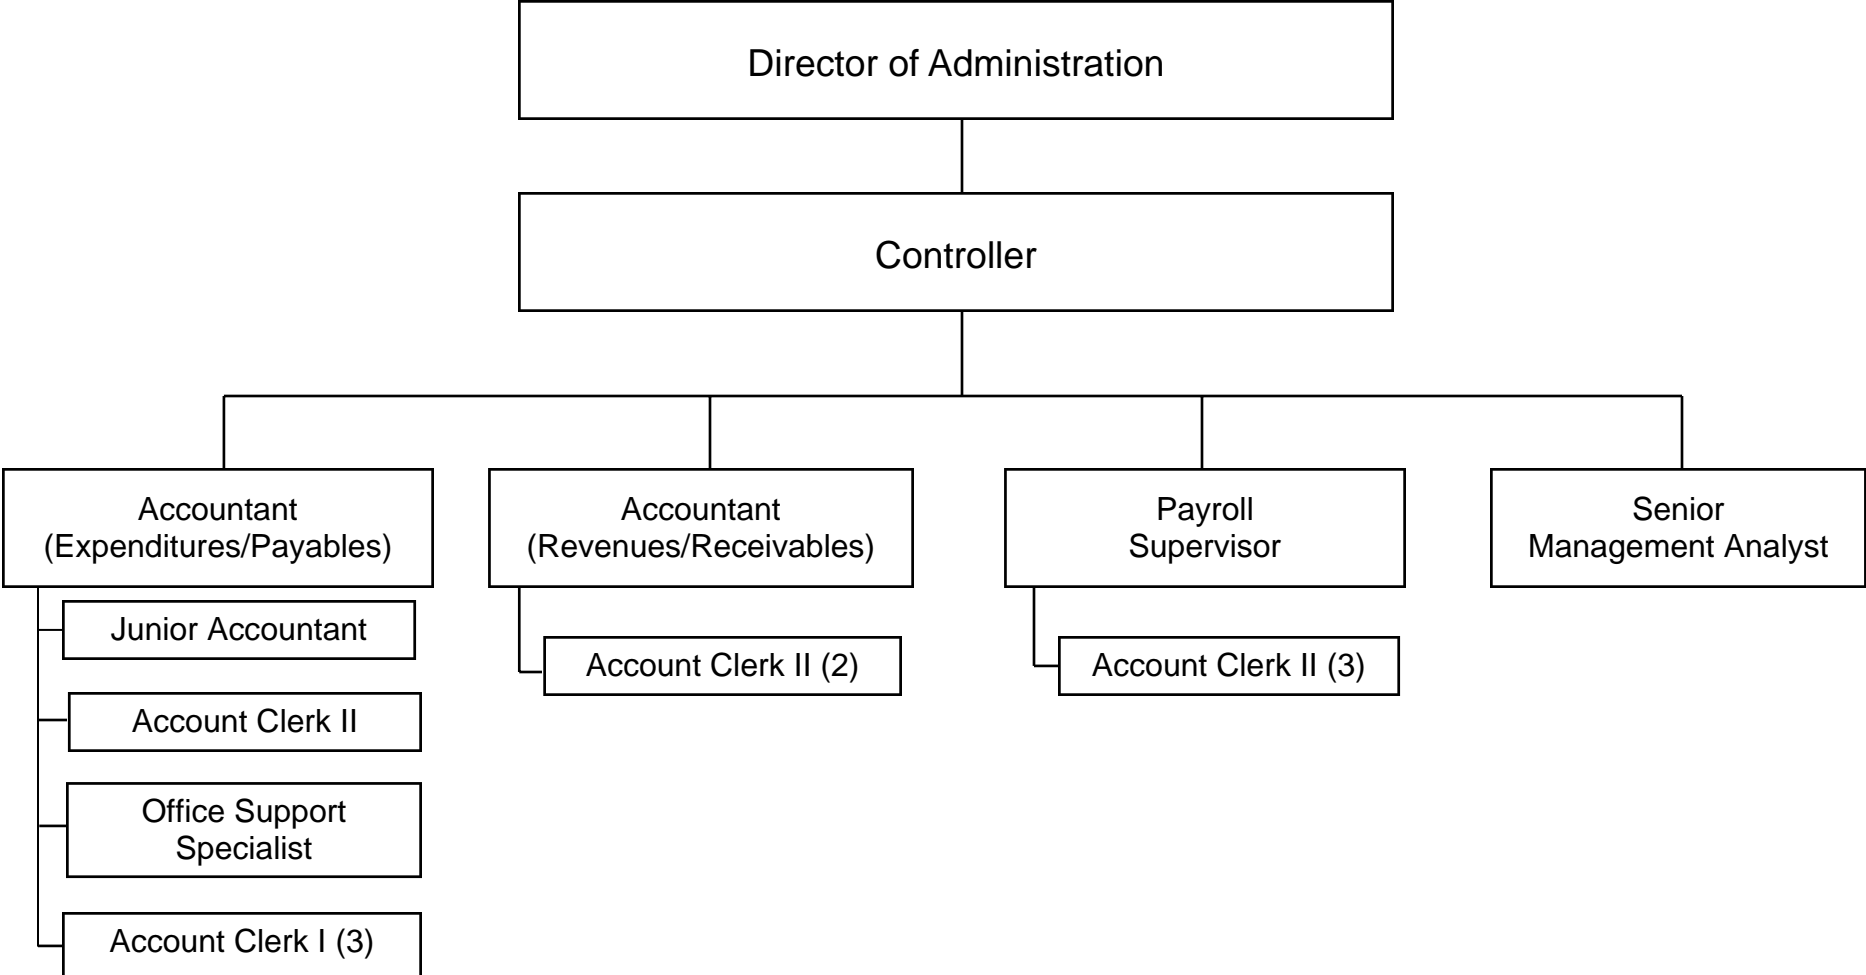 Director of Administration
Controller
Accountant
(Expenditures/Payables)
Junior Accountant
Account Clerk II
Office Support
Specialist
Account Clerk I (3)
Accountant
(Revenues/Receivables)
Account Clerk II (2)
Payroll
Supervisor
Account Clerk II (3)
Senior
Management Analyst